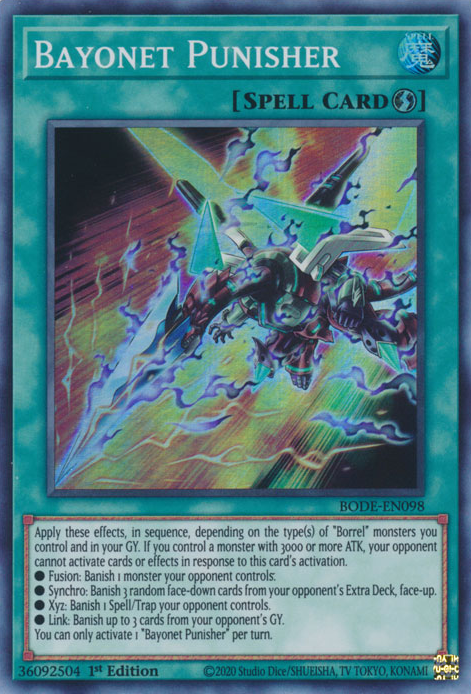 BAYONET PUNISHER
SPELL
魔
[SPELL CARD]
BODE-EN098
Apply these effects, in sequence, depending on the type(s) of "Borrel" monsters you
control and in your GY. If you control a monster with 3000 or more ATK, your opponent
cannot activate cards or effects in response to this card's activation.
● Fusion: Banish 1 monster your opponent controls.
● Synchro: Banish 3 random face-down cards from your opponent's Extra Deck, face-up.
● Xyz: Banish 1 Spell/Trap your opponent controls.
● Link: Banish up to 3 cards from your opponent's GY.
You can only activate 1 "Bayonet Punisher" per turn.
36092504 1st Edition ©2020 Studio Dice/SHUEISHA, TV TOKYO, KONAMI